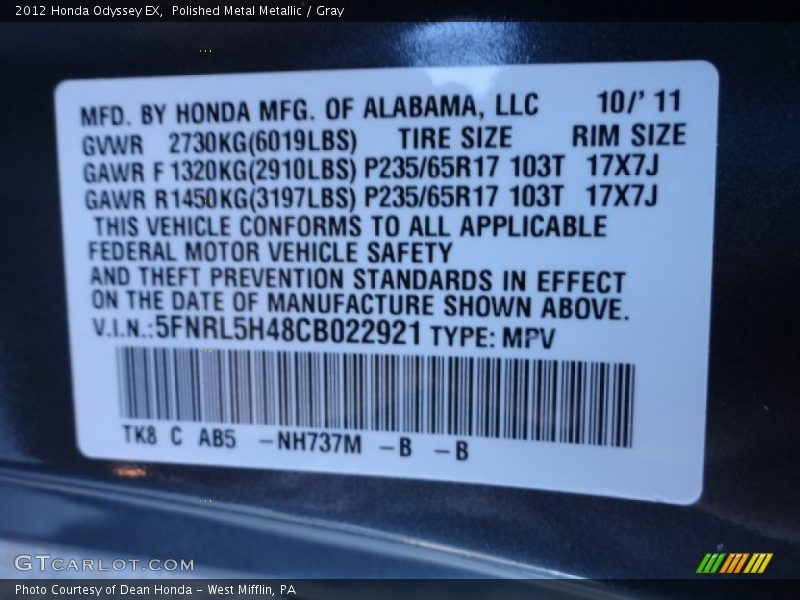 2012 Honda Odyssey EX, Polished Metal Metallic / Gray
MFD. BY HONDA MFG. OF ALABAMA, LLC 10/'11
GVWR 2730KG(6019LBS) TIRE SIZE RIM SIZE
GAWR F 1320KG(2910LBS) P235/65R17 103T 17X7J
GAWR R1450KG(3197LBS) P235/65R17 103T 17X7J
THIS VEHICLE CONFORMS TO ALL APPLICABLE
FEDERAL MOTOR VEHICLE SAFETY
AND THEFT PREVENTION STANDARDS IN EFFECT
ON THE DATE OF MANUFACTURE SHOWN ABOVE.
V.I.N.:5FNRL5H48CB022921 TYPE: MPV
TK8 C AB5 -NH737M -B -B
GTCARLOT.COM
Photo Courtesy of Dean Honda - West Mifflin, PA